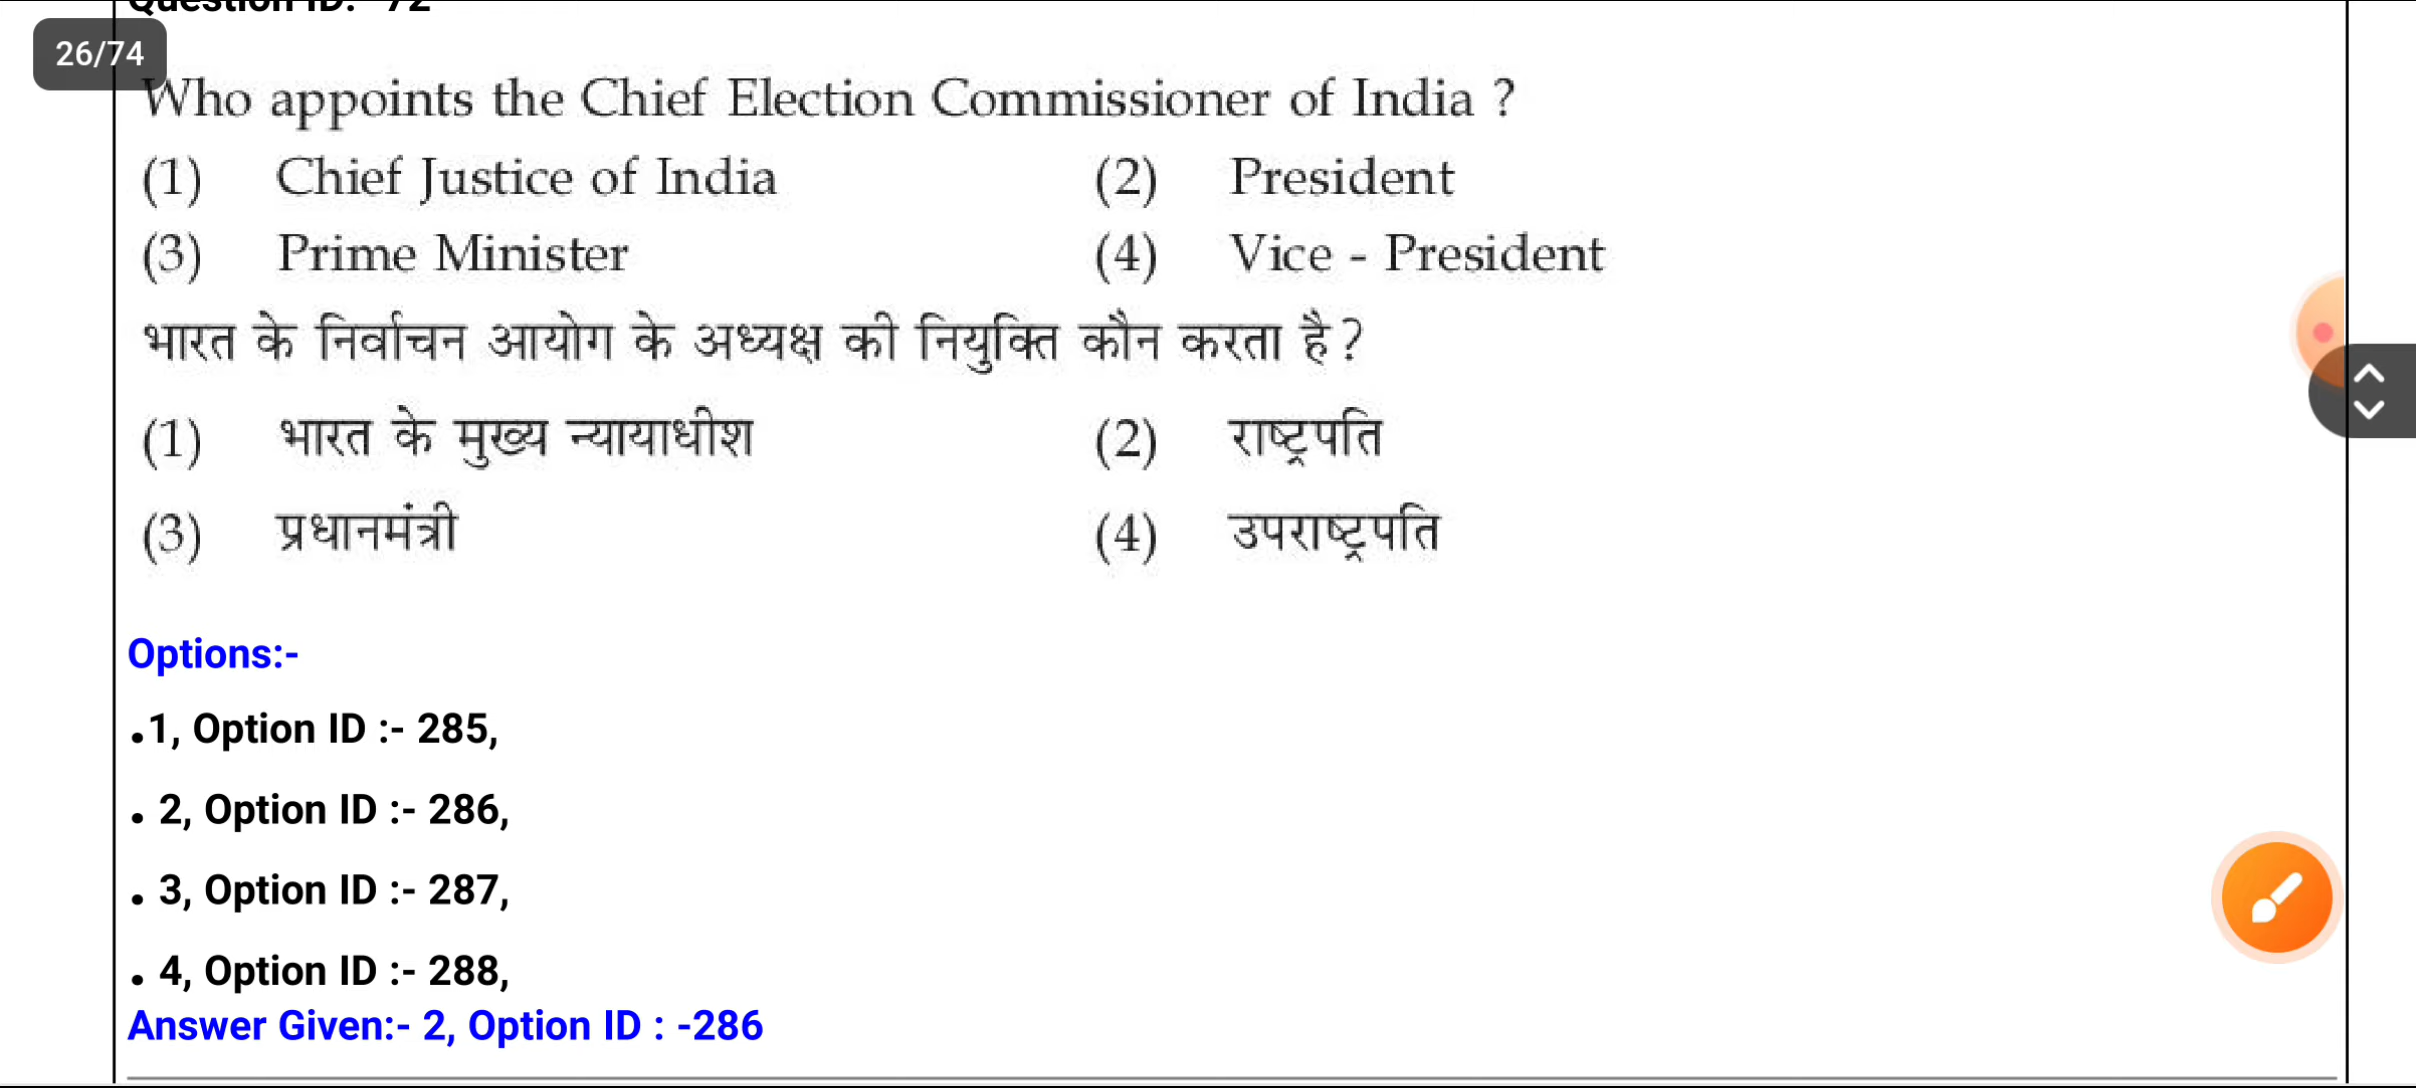 Question ID:- 72
26/74
Who appoints the Chief Election Commissioner of India ?
(1) Chief Justice of India (2) President
(3) Prime Minister (4) Vice - President
भारत के निर्वाचन आयोग के अध्यक्ष की नियुक्ति कौन करता है?
(1) भारत के मुख्य न्यायाधीश (2) राष्ट्रपति
(3) प्रधानमंत्री (4) उपराष्ट्रपति
Options:-
.1, Option ID :- 285,
. 2, Option ID :- 286,
. 3, Option ID :- 287,
. 4, Option ID :- 288,
Answer Given:- 2, Option ID : -286